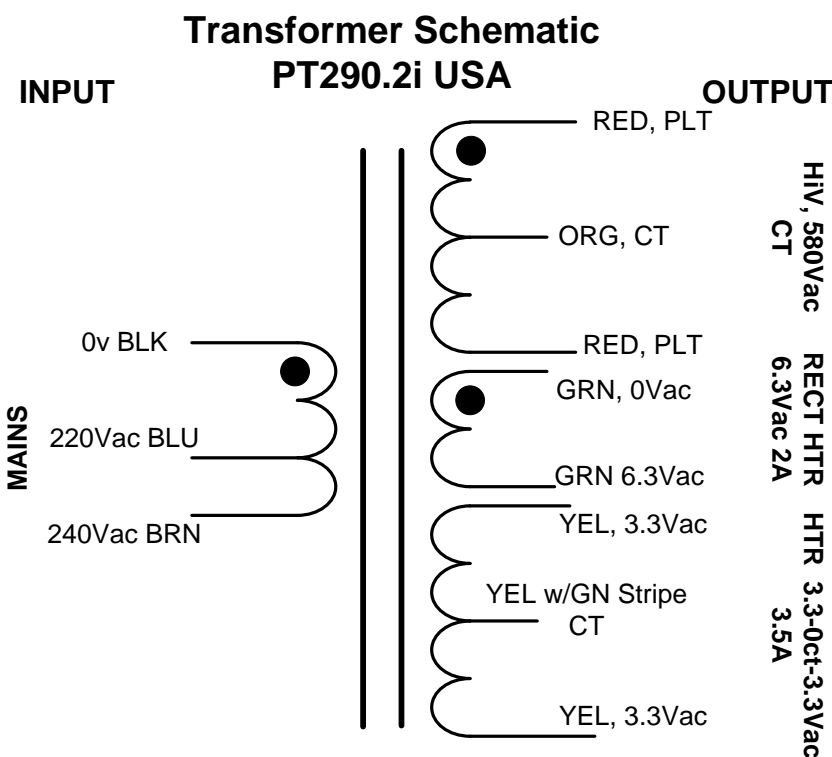 Transformer Schematic
PT290.2i USA
INPUT
OUTPUT
RED, PLT
ORG, CT
RED, PLT
HiV, 580Vac
CT
0v BLK
220Vac BLU
240Vac BRN
MAINS
GRN, 0Vac
GRN 6.3Vac
RECT HTR
6.3Vac 2A
YEL, 3.3Vac
YEL w/GN Stripe
CT
YEL, 3.3Vac
HTR 3.3-0ct-3.3Vac
3.5A